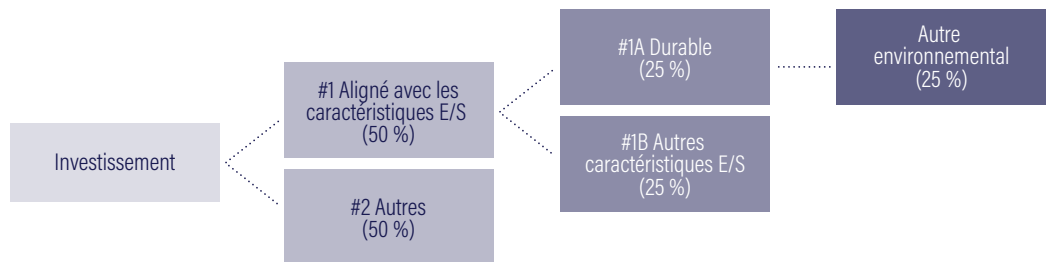 Investissement
#1 Aligné avec les
caractéristiques E/S
(50 %)
#2 Autres
(50 %)
#1A Durable
(25 %)
#1B Autres
caractéristiques E/S
(25 %)
Autre
environnemental
(25 %)